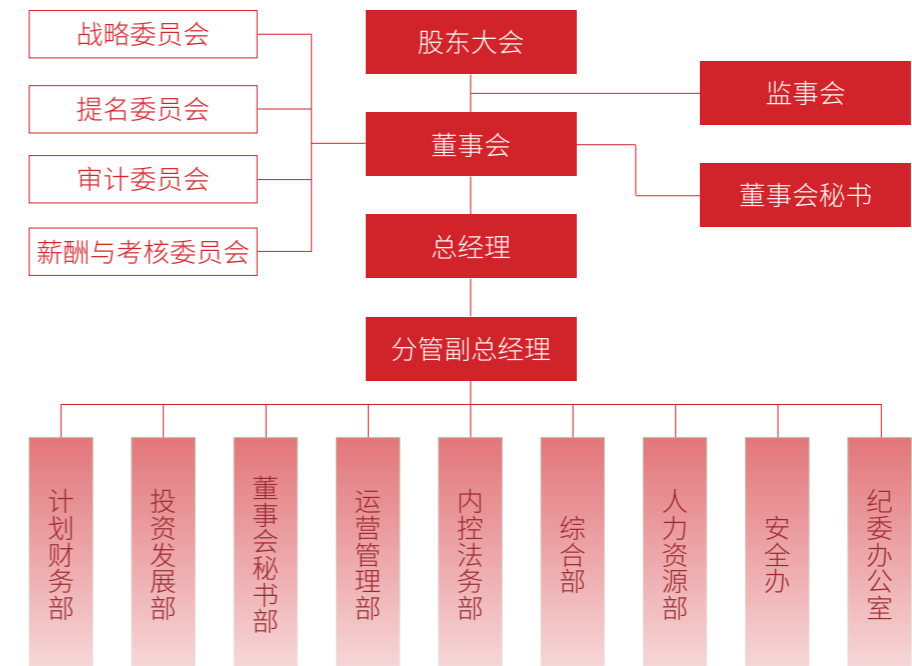 战略委员会
提名委员会
审计委员会
薪酬与考核委员会
股东大会
监事会
董事会
董事会秘书
总经理
分管副总经理
计划财务部
投资发展部
董事会秘书部
运营管理部
内控法务部
综合部
人力资源部
安全办
纪委办公室